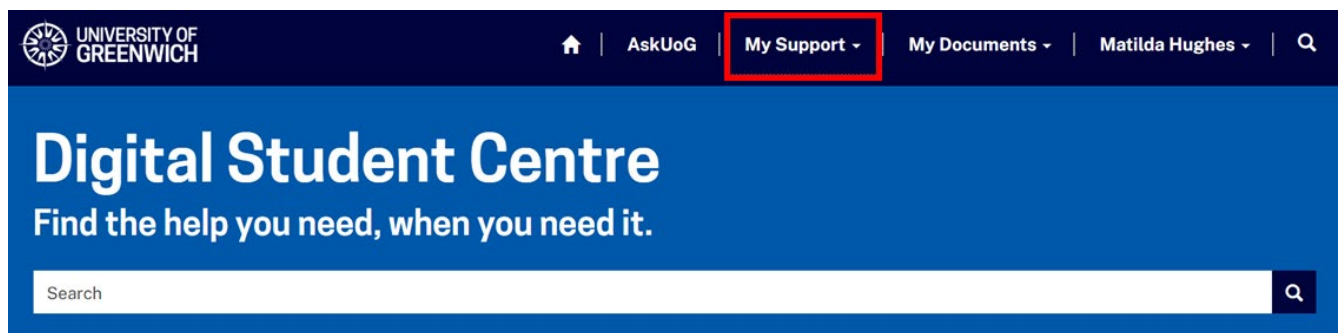 UNIVERSITY OF
GREENWICH
AskUoG
My Support
My Documents
Matilda Hughes
Digital Student Centre
Find the help you need, when you need it.
Search